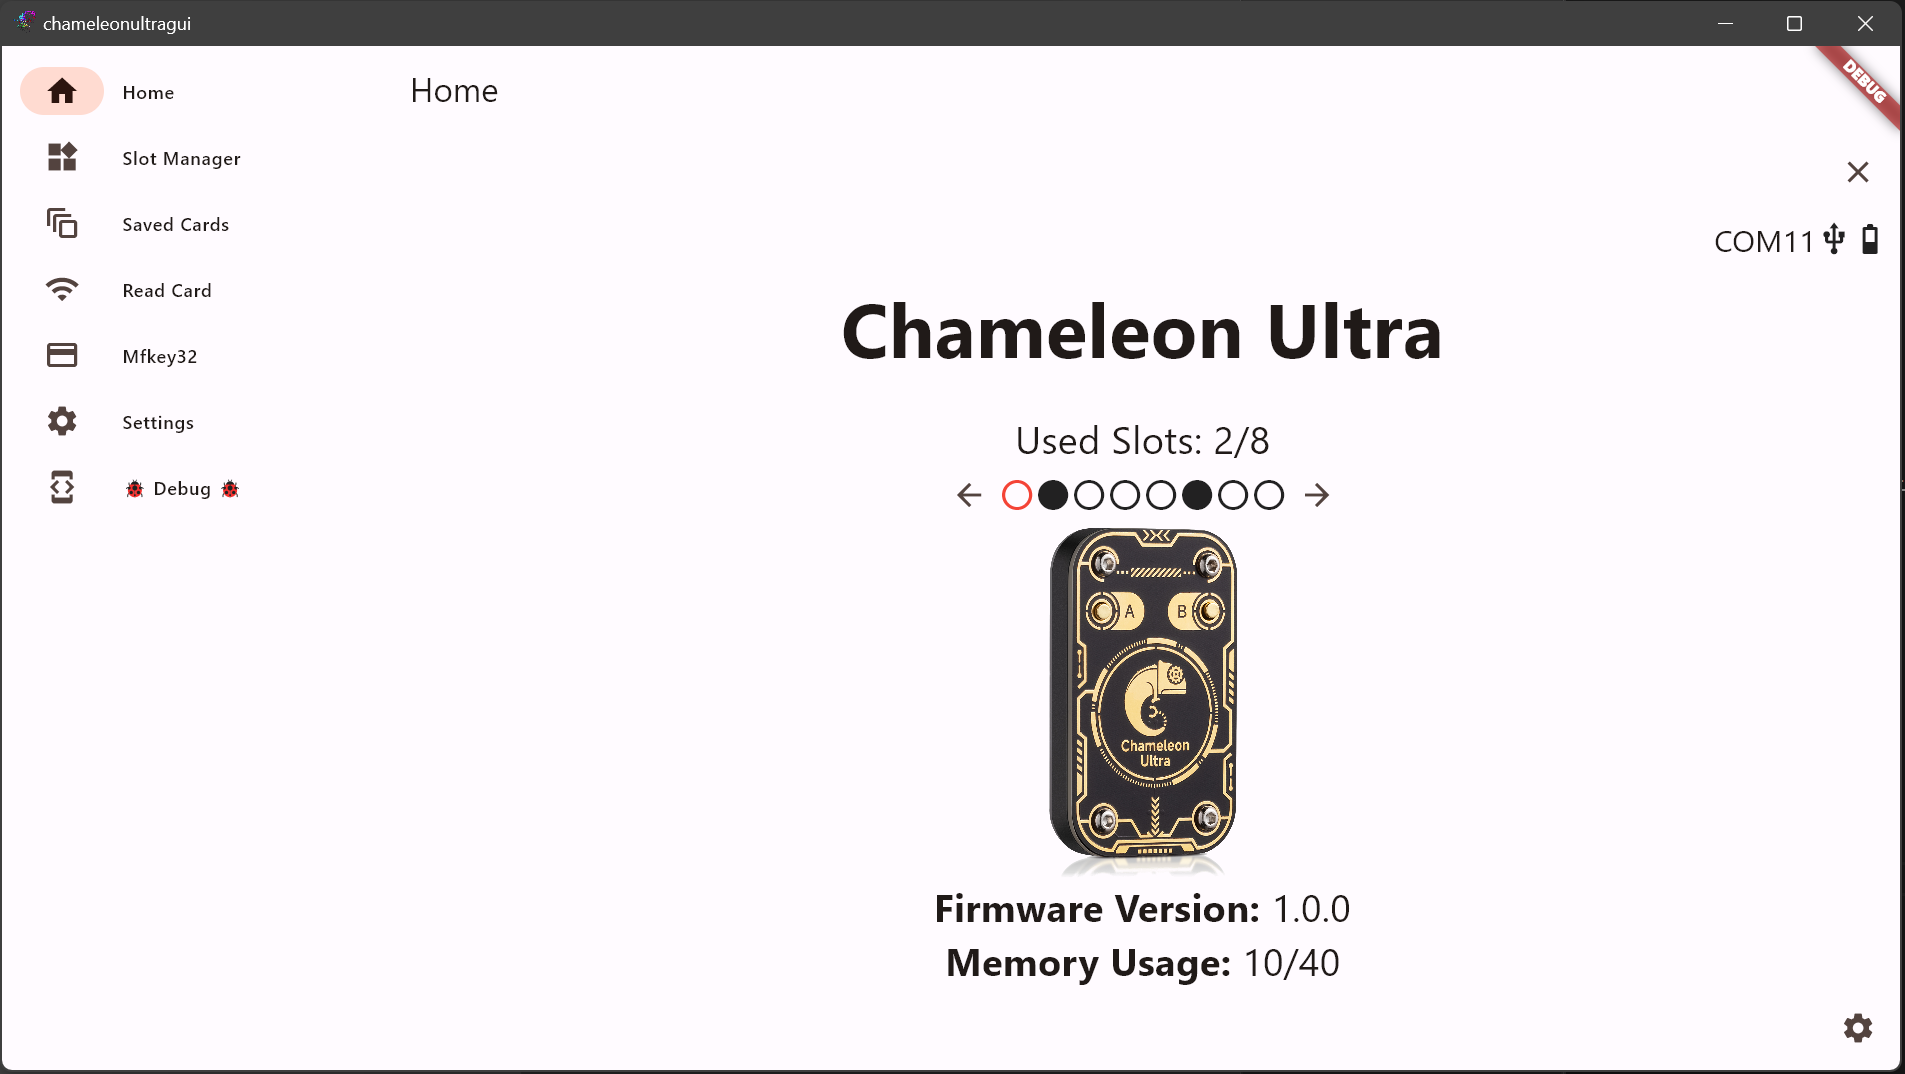 chameleonultragui
DEBUG
Home
Home
Slot Manager
Saved Cards
Read Card
Mfkey32
Settings
🐞 Debug 🐞
COM11
Chameleon Ultra
Used Slots: 2/8
A B
Chameleon
Ultra
Firmware Version: 1.0.0
Memory Usage: 10/40